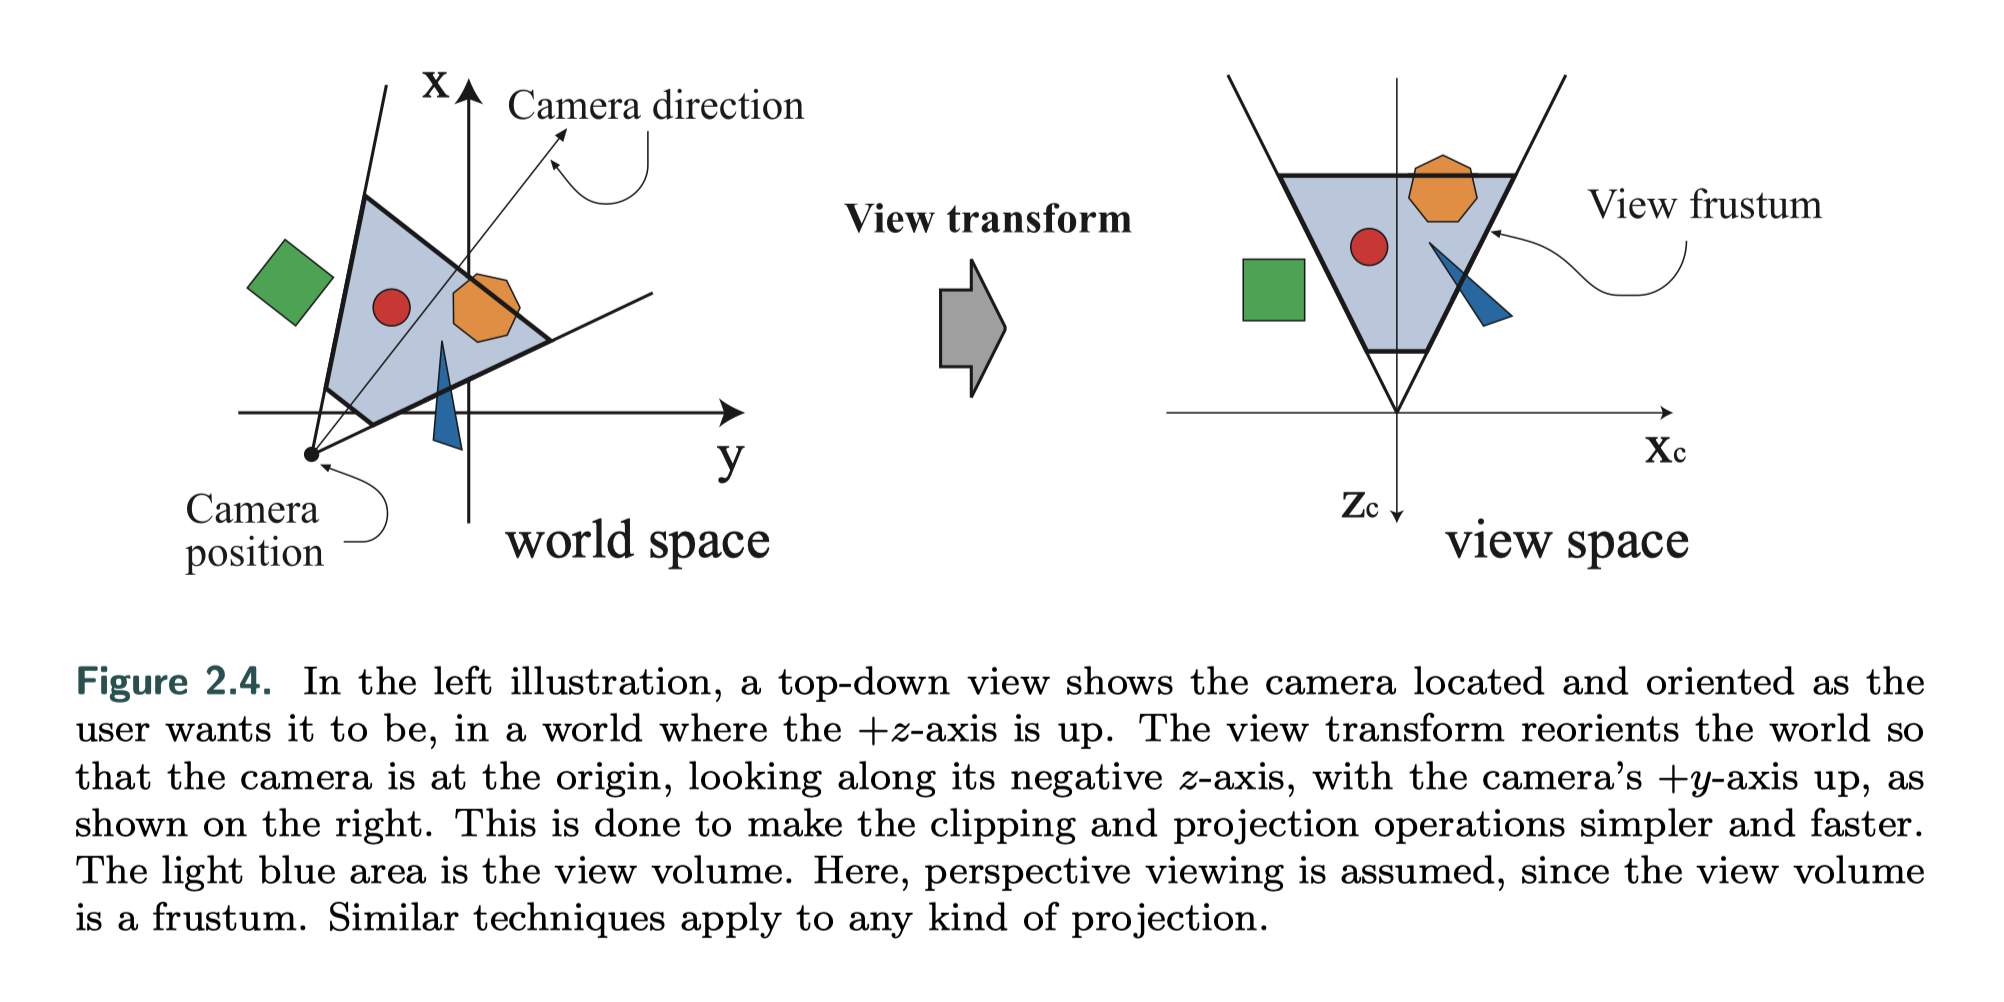 x
Camera direction
y
Camera
position
world space
View transform
View frustum
xc
zc
view space
Figure 2.4. In the left illustration, a top-down view shows the camera located and oriented as the
user wants it to be, in a world where the +z-axis is up. The view transform reorients the world so
that the camera is at the origin, looking along its negative z-axis, with the camera's +y-axis up, as
shown on the right. This is done to make the clipping and projection operations simpler and faster.
The light blue area is the view volume. Here, perspective viewing is assumed, since the view volume
is a frustum. Similar techniques apply to any kind of projection.